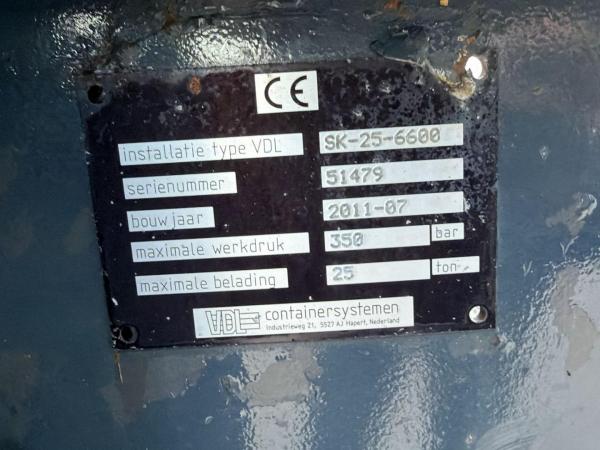 CE
installatie type VDL SK-25-6600
serienummer 51479
bouwjaar 2011-07
maximale werkdruk 350 bar
maximale belading 25 ton
VDL containersystemen
Industrieweg 21, 5527 AJ Hapert, Nederland